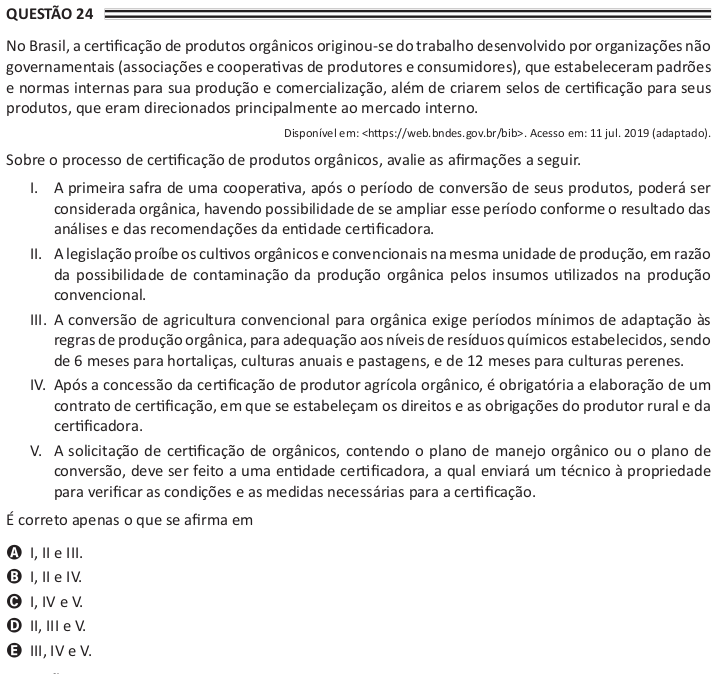 QUESTÃO 24
No Brasil, a certificação de produtos orgânicos originou-se do trabalho desenvolvido por organizações não
governamentais (associações e cooperativas de produtores e consumidores), que estabeleceram padrões
e normas internas para sua produção e comercialização, além de criarem selos de certificação para seus
produtos, que eram direcionados principalmente ao mercado interno.
Disponível em: <https://web.bndes.gov.br/bib>. Acesso em: 11 jul. 2019 (adaptado).
Sobre o processo de certificação de produtos orgânicos, avalie as afirmações a seguir.
I. A primeira safra de uma cooperativa, após o período de conversão de seus produtos, poderá ser
considerada orgânica, havendo possibilidade de se ampliar esse período conforme o resultado das
análises e das recomendações da entidade certificadora.
II. A legislação proíbe os cultivos orgânicos e convencionais na mesma unidade de produção, em razão
da possibilidade de contaminação da produção orgânica pelos insumos utilizados na produção
convencional.
III. A conversão de agricultura convencional para orgânica exige períodos mínimos de adaptação às
regras de produção orgânica, para adequação aos níveis de resíduos químicos estabelecidos, sendo
de 6 meses para hortaliças, culturas anuais e pastagens, e de 12 meses para culturas perenes.
IV. Após a concessão da certificação de produtor agrícola orgânico, é obrigatória a elaboração de um
contrato de certificação, em que se estabeleçam os direitos e as obrigações do produtor rural e da
certificadora.
V. A solicitação de certificação de orgânicos, contendo o plano de manejo orgânico ou o plano de
conversão, deve ser feito a uma entidade certificadora, a qual enviará um técnico à propriedade
para verificar as condições e as medidas necessárias para a certificação.
É correto apenas o que se afirma em
A I, II e III.
B I, II e IV.
C I, IV e V.
D II, III e V.
E III, IV e V.